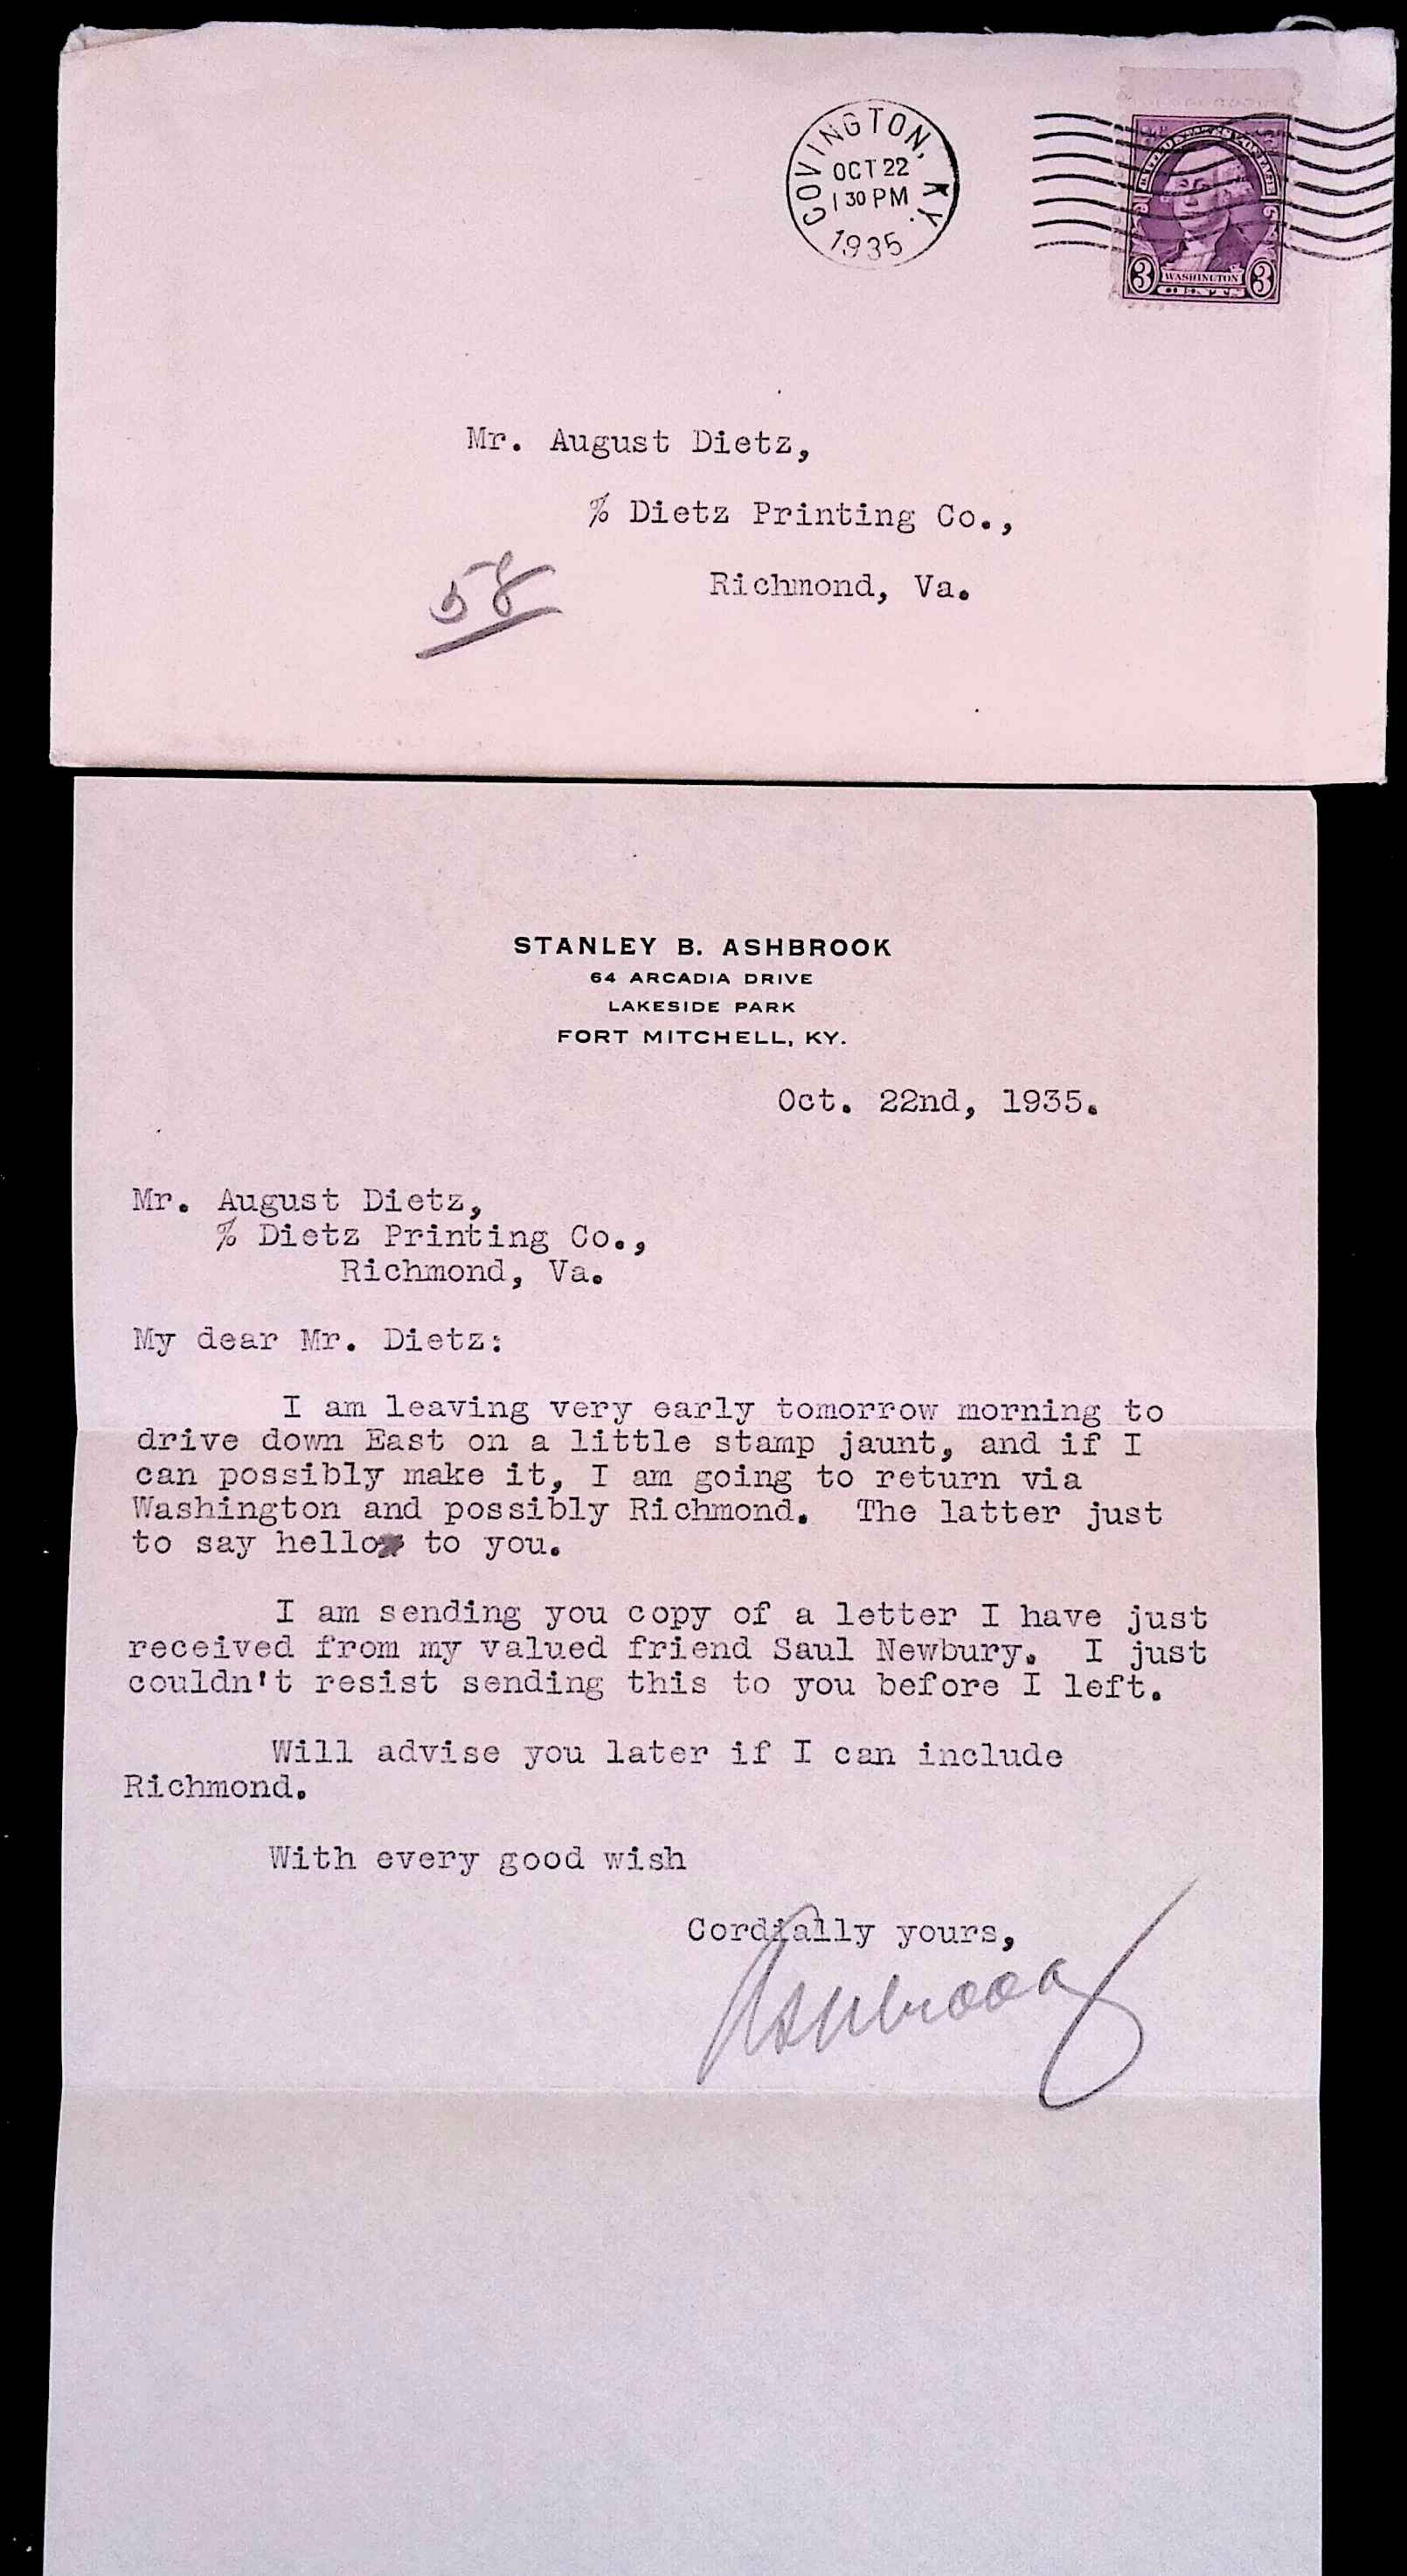 COVINGTON, KY.
OCT 22
1 30 PM
1935
3 WASHINGTON 3
Mr. August Dietz,
% Dietz Printing Co.,
58
Richmond, Va.
STANLEY B. ASHBROOK
64 ARCADIA DRIVE
LAKESIDE PARK
FORT MITCHELL, KY.
Oct. 22nd, 1935.
Mr. August Dietz,
% Dietz Printing Co.,
Richmond, Va.
My dear Mr. Dietz:
I am leaving very early tomorrow morning to
drive down East on a little stamp jaunt, and if I
can possibly make it, I am going to return via
Washington and possibly Richmond. The latter just
to say hello to you.
I am sending you copy of a letter I have just
received from my valued friend Saul Newbury. I just
couldn't resist sending this to you before I left.
Will advise you later if I can include
Richmond.
With every good wish
Cordially yours,
Ashbrook